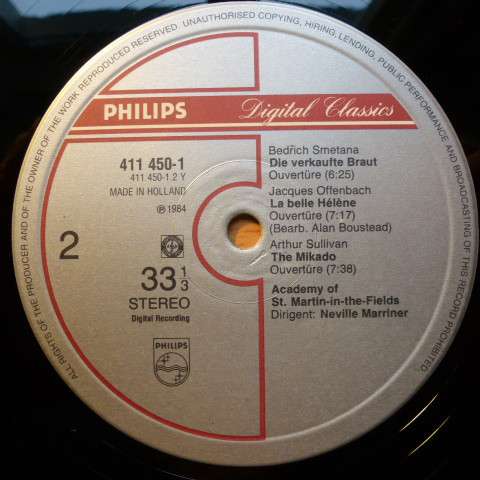 ALL RIGHTS OF THE PRODUCER AND OF THE OWNER OF THE WORK REPRODUCED RESERVED. UNAUTHORISED COPYING, HIRING, LENDING, PUBLIC PERFORMANCE AND BROADCASTING OF THIS RECORD PROHIBITED.
PHILIPS Digital Classics
411 450-1
411 450-1.2 Y
MADE IN HOLLAND
℗ 1984
2
33 1/3
STEREO
Digital Recording
PHILIPS
Bedřich Smetana
Die verkaufte Braut
Ouvertüre (6:25)
Jacques Offenbach
La belle Hélène
Ouvertüre (7:17)
(Bearb. Alan Boustead)
Arthur Sullivan
The Mikado
Ouvertüre (7:38)
Academy of
St. Martin-in-the-Fields
Dirigent: Neville Marriner